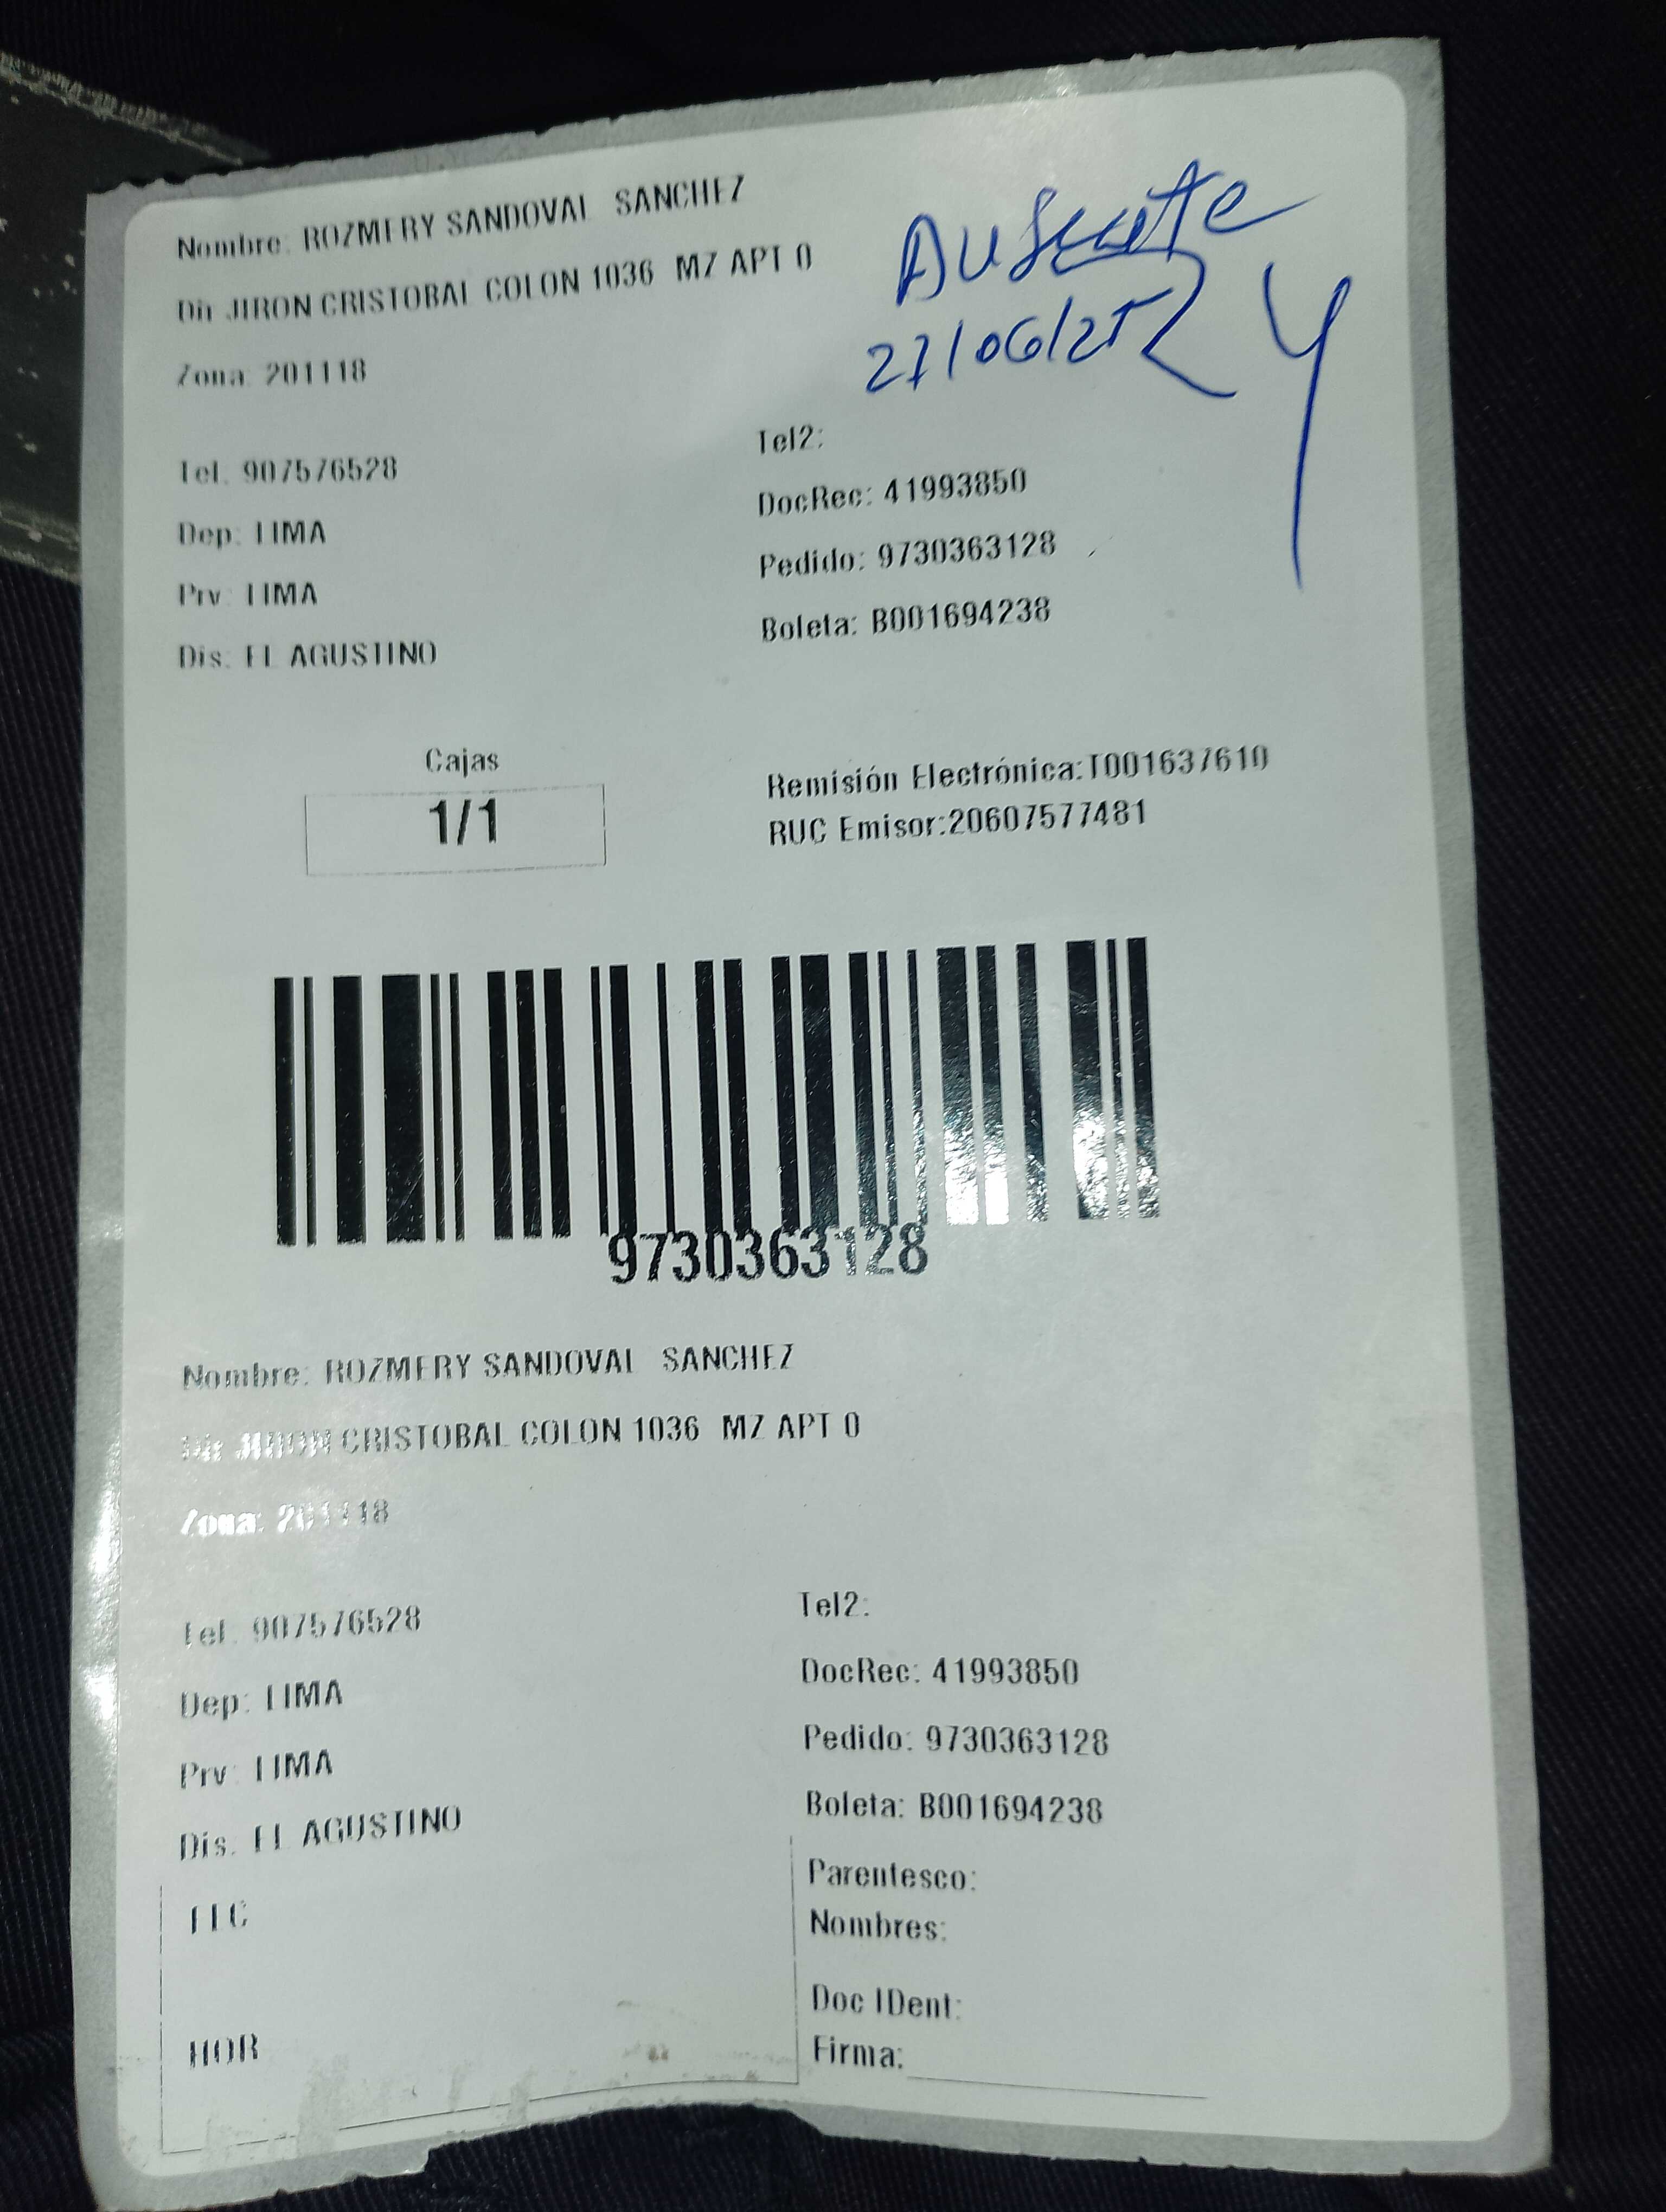 Nombre: ROZMERY SANDOVAL SANCHEZ
Dir JIRON CRISTOBAL COLON 1036 MZ APT 0
Zona: 201118
Ausente
27/06/25
Tel. 907576528
Dep: LIMA
Prv: LIMA
Dis: EL AGUSTINO
Tel2:
DocRec: 41993850
Pedido: 9730363128
Boleta: B001694238
Cajas
1/1
Remisión Electrónica:T001637610
RUC Emisor:20607577481
9730363128
Nombre: ROZMERY SANDOVAL SANCHEZ
Dir JIRON CRISTOBAL COLON 1036 MZ APT 0
Zona: 201118
Tel. 907576528
Dep: LIMA
Prv: LIMA
Dis. EL AGUSTINO
Tel2:
DocRec: 41993850
Pedido: 9730363128
Boleta: B001694238
FEC
HOR
Parentesco:
Nombres:
Doc IDent:
Firma: